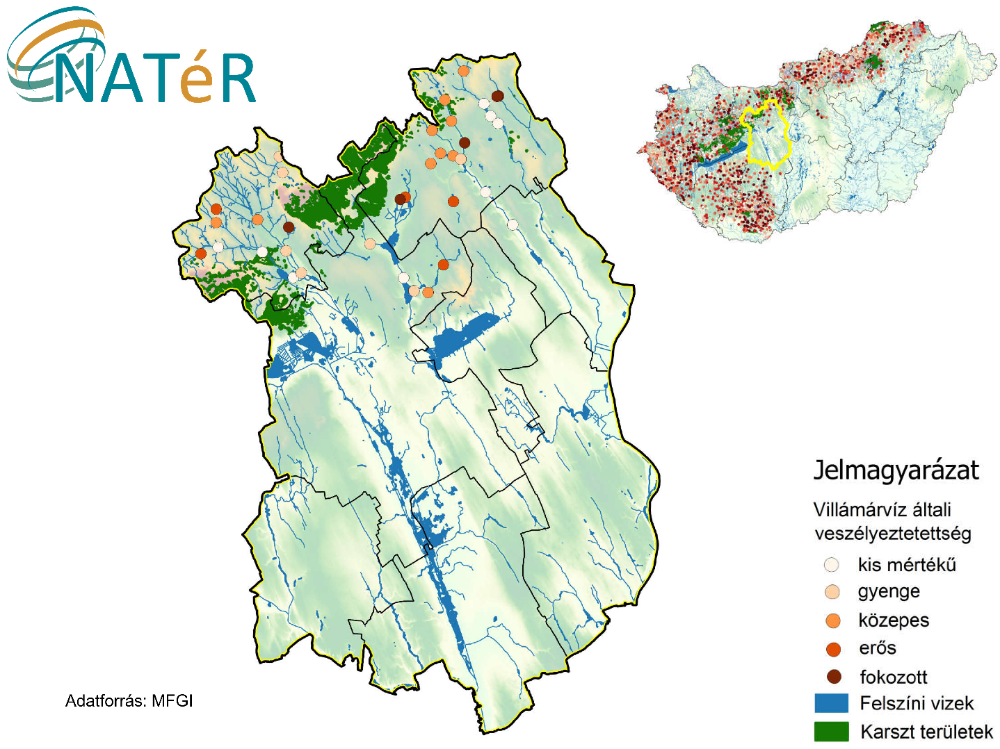 NATéR
Jelmagyarázat
Villámárvíz általi
veszélyeztetettség
kis mértékű
gyenge
közepes
erős
fokozott
Felszíni vizek
Karszt területek
Adatforrás: MFGI